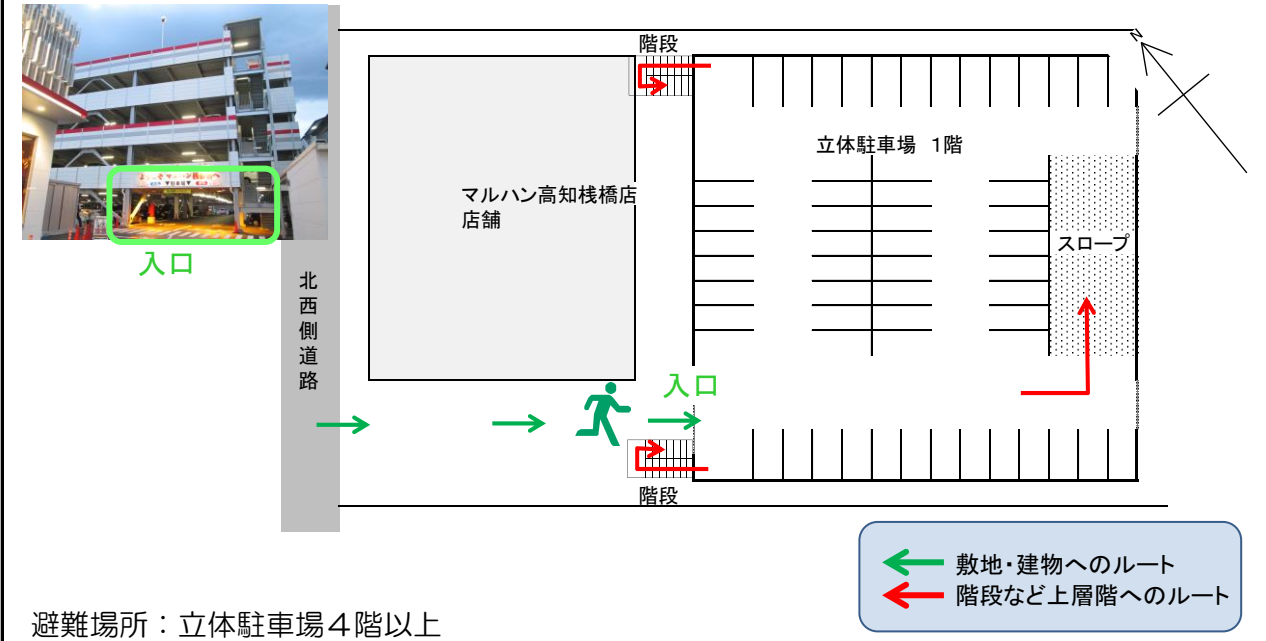 入口
北西側道路
階段
マルハン高知桟橋店
店舗
立体駐車場 1階
スロープ
N
入口
階段
敷地・建物へのルート
階段など上層階へのルート
避難場所：立体駐車場４階以上